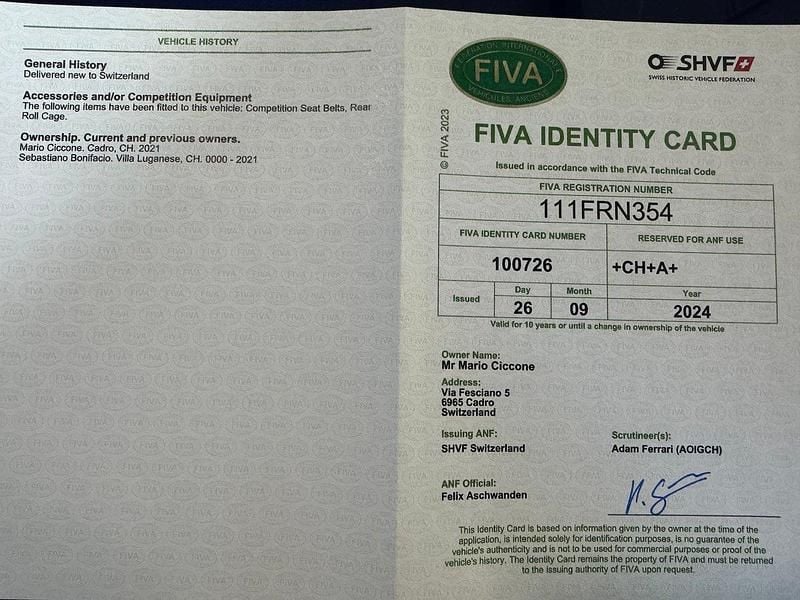 VEHICLE HISTORY
General History
Delivered new to Switzerland
Accessories and/or Competition Equipment
The following items have been fitted to this vehicle: Competition Seat Belts, Rear
Roll Cage.
Ownership. Current and previous owners.
Mario Ciccone. Cadro, CH. 2021
Sebastiano Bonifacio. Villa Luganese, CH. 0000 - 2021
FEDERATION INTERNATIONALE
FIVA
VEHICULES ANCIENS
SHVF
SWISS HISTORIC VEHICLE FEDERATION
© FIVA 2023
FIVA IDENTITY CARD
Issued in accordance with the FIVA Technical Code
FIVA REGISTRATION NUMBER
111FRN354
FIVA IDENTITY CARD NUMBER
RESERVED FOR ANF USE
100726
+CH+A+
Issued
Day
Month
Year
26
09
2024
Valid for 10 years or until a change in ownership of the vehicle
Owner Name:
Mr Mario Ciccone
Address:
Via Fesciano 5
6965 Cadro
Switzerland
Issuing ANF:
Scrutineer(s):
SHVF Switzerland
Adam Ferrari (AOIGCH)
ANF Official:
Felix Aschwanden
This Identity Card is based on information given by the owner at the time of the
application, is intended solely for identification purposes, is no guarantee of the
vehicle's authenticity and is not to be used for commercial purposes or proof of the
vehicle's history. The Identity Card remains the property of FIVA and must be returned
to the issuing authority of FIVA upon request.